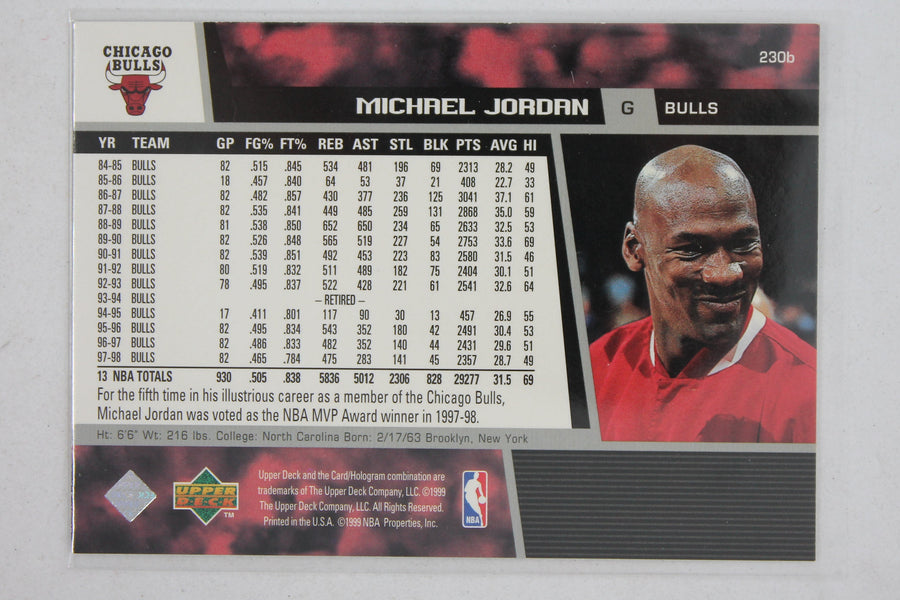 CHICAGO
BULLS
230b
MICHAEL JORDAN G BULLS
YR TEAM GP FG% FT% REB AST STL BLK PTS AVG HI
84-85 BULLS 82 .515 .845 534 481 196 69 2313 28.2 49
85-86 BULLS 18 .457 .840 64 53 37 21 408 22.7 33
86-87 BULLS 82 .482 .857 430 377 236 125 3041 37.1 61
87-88 BULLS 82 .535 .841 449 485 259 131 2868 35.0 59
88-89 BULLS 81 .538 .850 652 650 234 65 2633 32.5 53
89-90 BULLS 82 .526 .848 565 519 227 54 2753 33.6 69
90-91 BULLS 82 .539 .851 492 453 223 83 2580 31.5 46
91-92 BULLS 80 .519 .832 511 489 182 75 2404 30.1 51
92-93 BULLS 78 .495 .837 522 428 221 61 2541 32.6 64
93-94 BULLS – RETIRED –
94-95 BULLS 17 .411 .801 117 90 30 13 457 26.9 55
95-96 BULLS 82 .495 .834 543 352 180 42 2491 30.4 53
96-97 BULLS 82 .486 .833 482 352 140 44 2431 29.6 51
97-98 BULLS 82 .465 .784 475 283 141 45 2357 28.7 49
13 NBA TOTALS 930 .505 .838 5836 5012 2306 828 29277 31.5 69
For the fifth time in his illustrious career as a member of the Chicago Bulls,
Michael Jordan was voted as the NBA MVP Award winner in 1997-98.
Ht: 6'6" Wt: 216 lbs. College: North Carolina Born: 2/17/63 Brooklyn, New York
UPPER
DECK
TM
Upper Deck and the Card/Hologram combination are
trademarks of The Upper Deck Company, LLC. ©1999
The Upper Deck Company, LLC. All Rights Reserved.
Printed in the U.S.A. ©1999 NBA Properties, Inc.
NBA